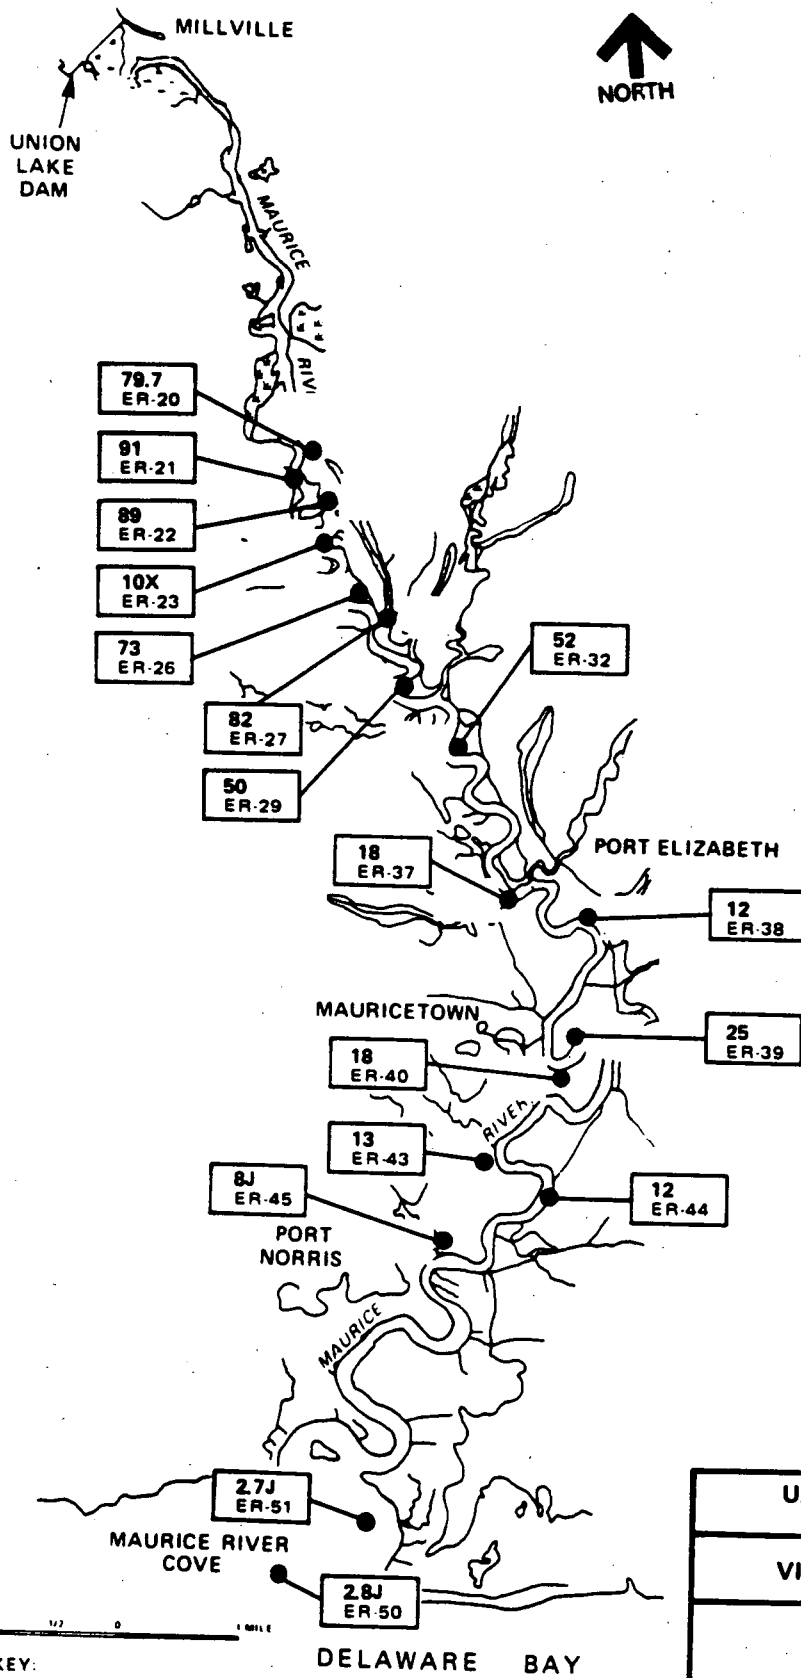 MILLVILLE
NORTH
UNION
LAKE
DAM
MAURICE
RIVI
79.7
ER-20
91
ER-21
89
ER-22
10X
ER-23
73
ER-26
82
ER-27
50
ER-29
52
ER-32
18
ER-37
PORT ELIZABETH
12
ER-38
MAURICETOWN
25
ER-39
18
ER-40
RIVER
13
ER-43
8J
ER-45
12
ER-44
PORT
NORRIS
MAURICE
2.7J
ER-51
MAURICE RIVER
COVE
2.8J
ER-50
U
VI
1/2 0 1 MILE
KEY:
DELAWARE BAY